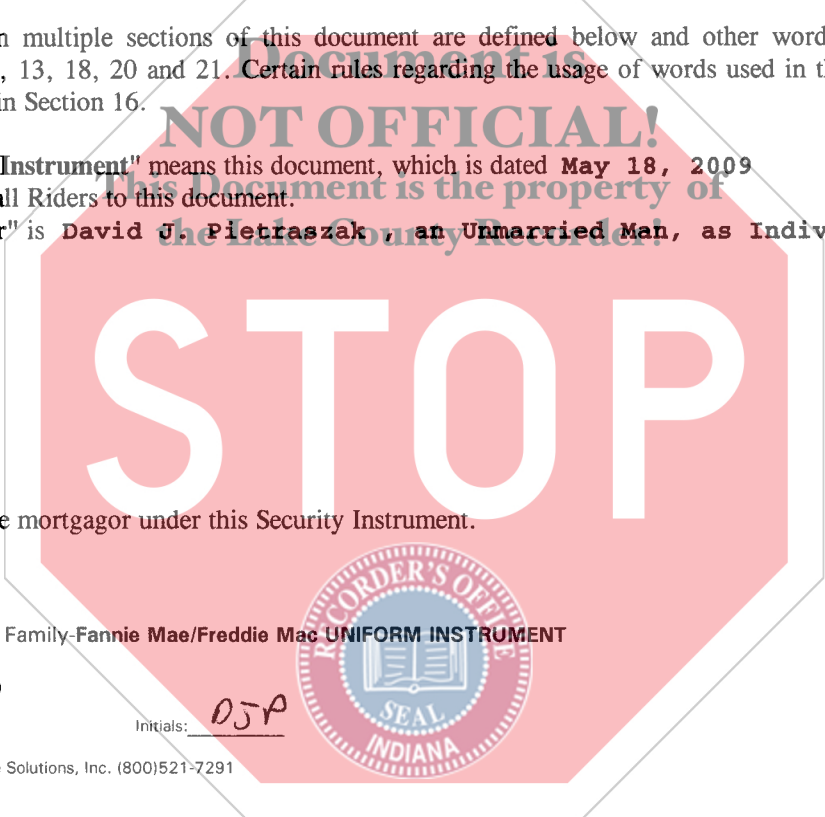 n multiple sections of this document are defined below and other word
, 13, 18, 20 and 21. Certain rules regarding the usage of words used in t
in Section 16.
Document is
NOT OFFICIAL!
This Document is the property of
the Lake County Recorder!
Instrument" means this document, which is dated May 18, 2009
all Riders to this document.
r" is David J. Pietraszak , an Unmarried Man, as Indiv
STOP
e mortgagor under this Security Instrument.
RECORDER'S OFFICE
SEAL
INDIANA
Family-Fannie Mae/Freddie Mac UNIFORM INSTRUMENT
Initials: DJP
e Solutions, Inc. (800)521-7291